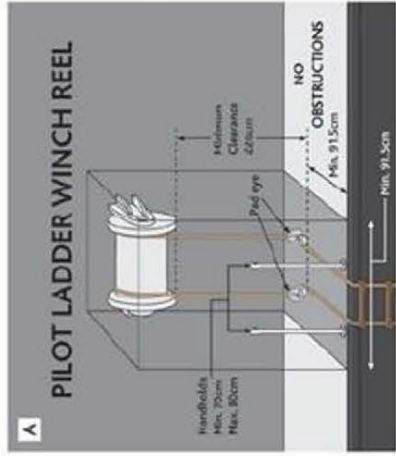 A
PILOT LADDER WINCH REEL
Handholds
Min. 70cm
Max. 80cm
Minimum
Clearance
Pad eye
NO
OBSTRUCTIONS
Min. 91.5cm
Min. 91.5cm